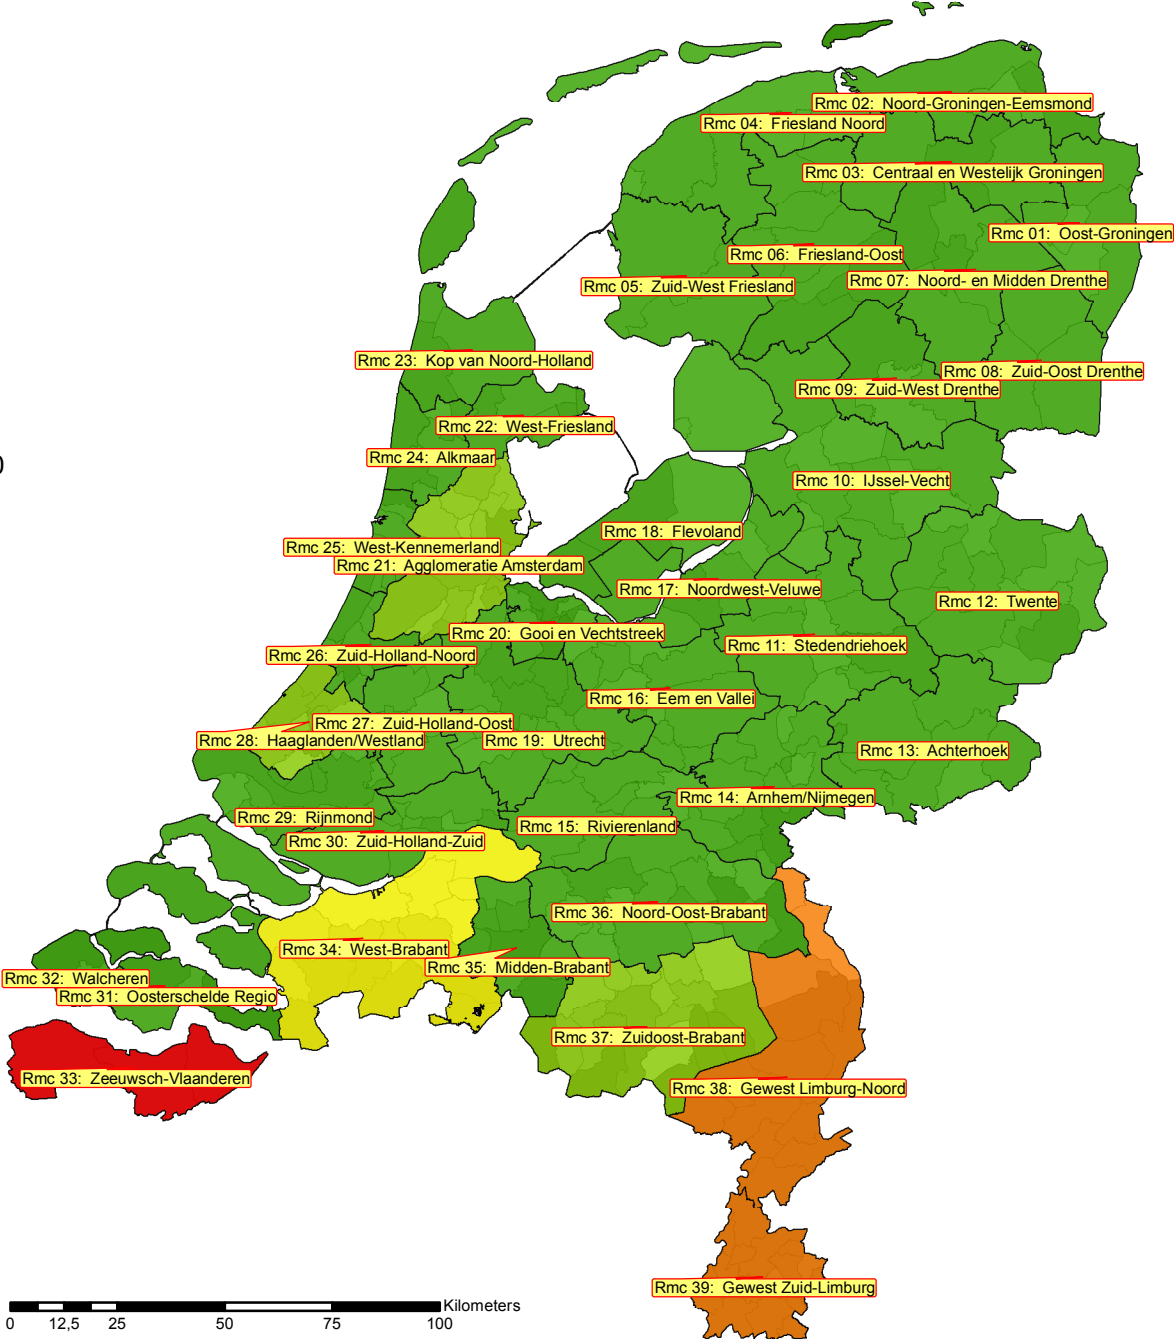 Rmc 02: Noord-Groningen-Eemsmond
Rmc 04: Friesland Noord
Rmc 03: Centraal en Westelijk Groningen
Rmc 01: Oost-Groningen
Rmc 06: Friesland-Oost
Rmc 07: Noord- en Midden Drenthe
Rmc 05: Zuid-West Friesland
Rmc 23: Kop van Noord-Holland
Rmc 08: Zuid-Oost Drenthe
Rmc 09: Zuid-West Drenthe
Rmc 22: West-Friesland
Rmc 24: Alkmaar
Rmc 10: IJssel-Vecht
Rmc 18: Flevoland
Rmc 25: West-Kennemerland
Rmc 21: Agglomeratie Amsterdam
Rmc 17: Noordwest-Veluwe
Rmc 12: Twente
Rmc 20: Gooi en Vechtstreek
Rmc 11: Stedendriehoek
Rmc 26: Zuid-Holland-Noord
Rmc 16: Eem en Vallei
Rmc 27: Zuid-Holland-Oost
Rmc 28: Haaglanden/Westland
Rmc 19: Utrecht
Rmc 13: Achterhoek
Rmc 14: Arnhem/Nijmegen
Rmc 29: Rijnmond
Rmc 15: Rivierenland
Rmc 30: Zuid-Holland-Zuid
Rmc 36: Noord-Oost-Brabant
Rmc 34: West-Brabant
Rmc 35: Midden-Brabant
Rmc 32: Walcheren
Rmc 31: Oosterschelde Regio
Rmc 37: Zuidoost-Brabant
Rmc 33: Zeeuwsch-Vlaanderen
Rmc 38: Gewest Limburg-Noord
Rmc 39: Gewest Zuid-Limburg
Kilometers
0 12,5 25 50 75 100